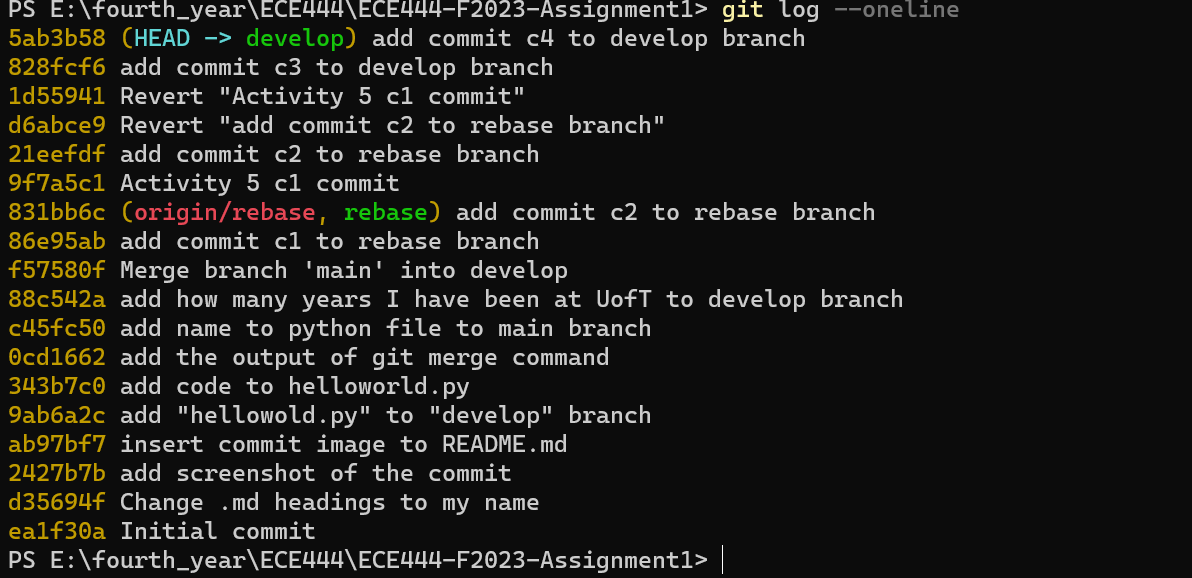 PS E:\fourth_year\ECE444\ECE444-F2023-Assignment1> git log --oneline
5ab3b58 (HEAD -> develop) add commit c4 to develop branch
828fcf6 add commit c3 to develop branch
1d55941 Revert "Activity 5 c1 commit"
d6abce9 Revert "add commit c2 to rebase branch"
21eefdf add commit c2 to rebase branch
9f7a5c1 Activity 5 c1 commit
831bb6c (origin/rebase, rebase) add commit c2 to rebase branch
86e95ab add commit c1 to rebase branch
f57580f Merge branch 'main' into develop
88c542a add how many years I have been at UofT to develop branch
c45fc50 add name to python file to main branch
0cd1662 add the output of git merge command
343b7c0 add code to helloworld.py
9ab6a2c add "hellowold.py" to "develop" branch
ab97bf7 insert commit image to README.md
2427b7b add screenshot of the commit
d35694f Change .md headings to my name
ea1f30a Initial commit
PS E:\fourth_year\ECE444\ECE444-F2023-Assignment1>